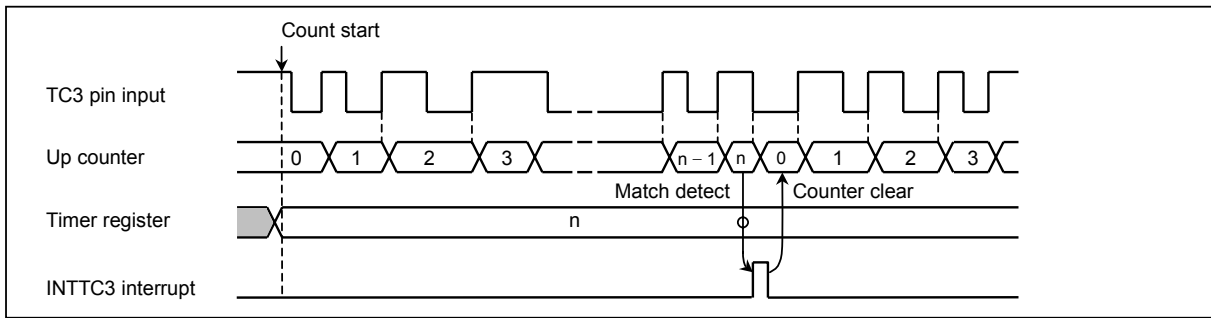 Count start
TC3 pin input
Up counter
0 1 2 3 n − 1 n 0 1 2 3
Match detect Counter clear
Timer register
n
INTTC3 interrupt